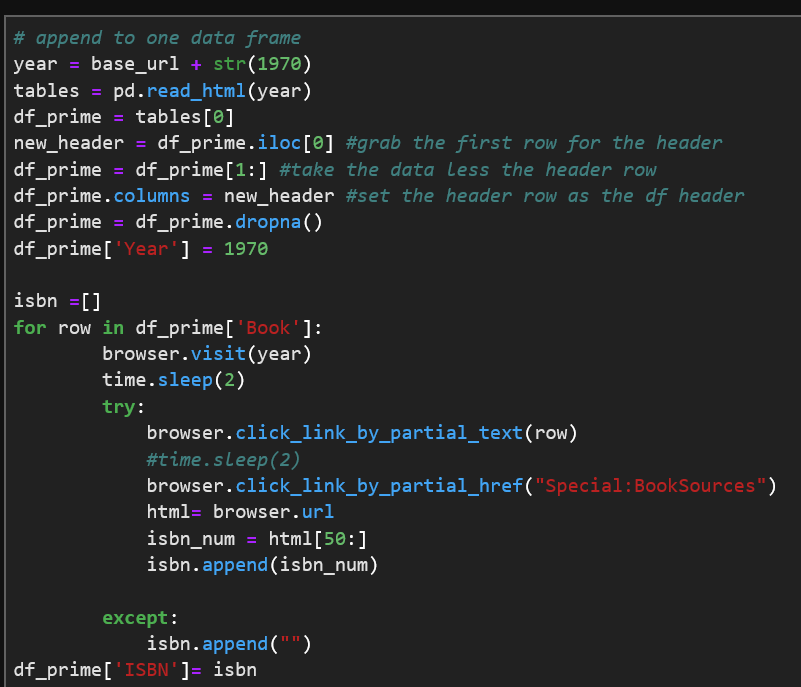 # append to one data frame
year = base_url + str(1970)
tables = pd.read_html(year)
df_prime = tables[0]
new_header = df_prime.iloc[0] #grab the first row for the header
df_prime = df_prime[1:] #take the data less the header row
df_prime.columns = new_header #set the header row as the df header
df_prime = df_prime.dropna()
df_prime['Year'] = 1970

isbn =[]
for row in df_prime['Book']:
        browser.visit(year)
        time.sleep(2)
        try:
            browser.click_link_by_partial_text(row)
            #time.sleep(2)
            browser.click_link_by_partial_href("Special:BookSources")
            html= browser.url
            isbn_num = html[50:]
            isbn.append(isbn_num)

        except:
            isbn.append("")
df_prime['ISBN']= isbn